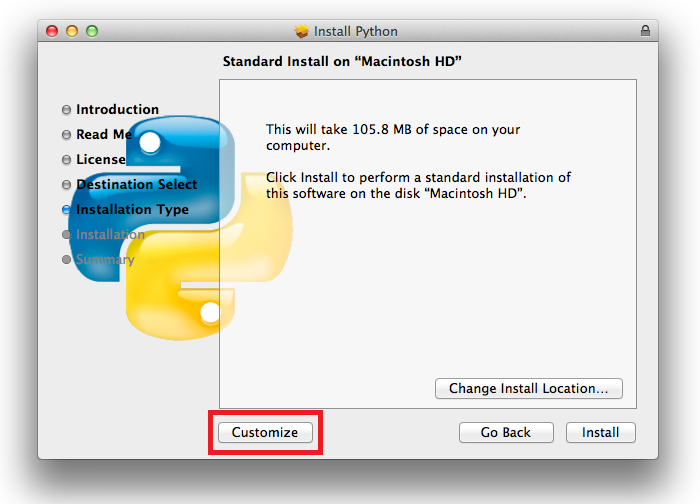 Install Python
Standard Install on “Macintosh HD”
Introduction
Read Me
License
Destination Select
Installation Type
Installation
Summary
This will take 105.8 MB of space on your
computer.
Click Install to perform a standard installation of
this software on the disk “Macintosh HD”.
Change Install Location...
Customize
Go Back
Install